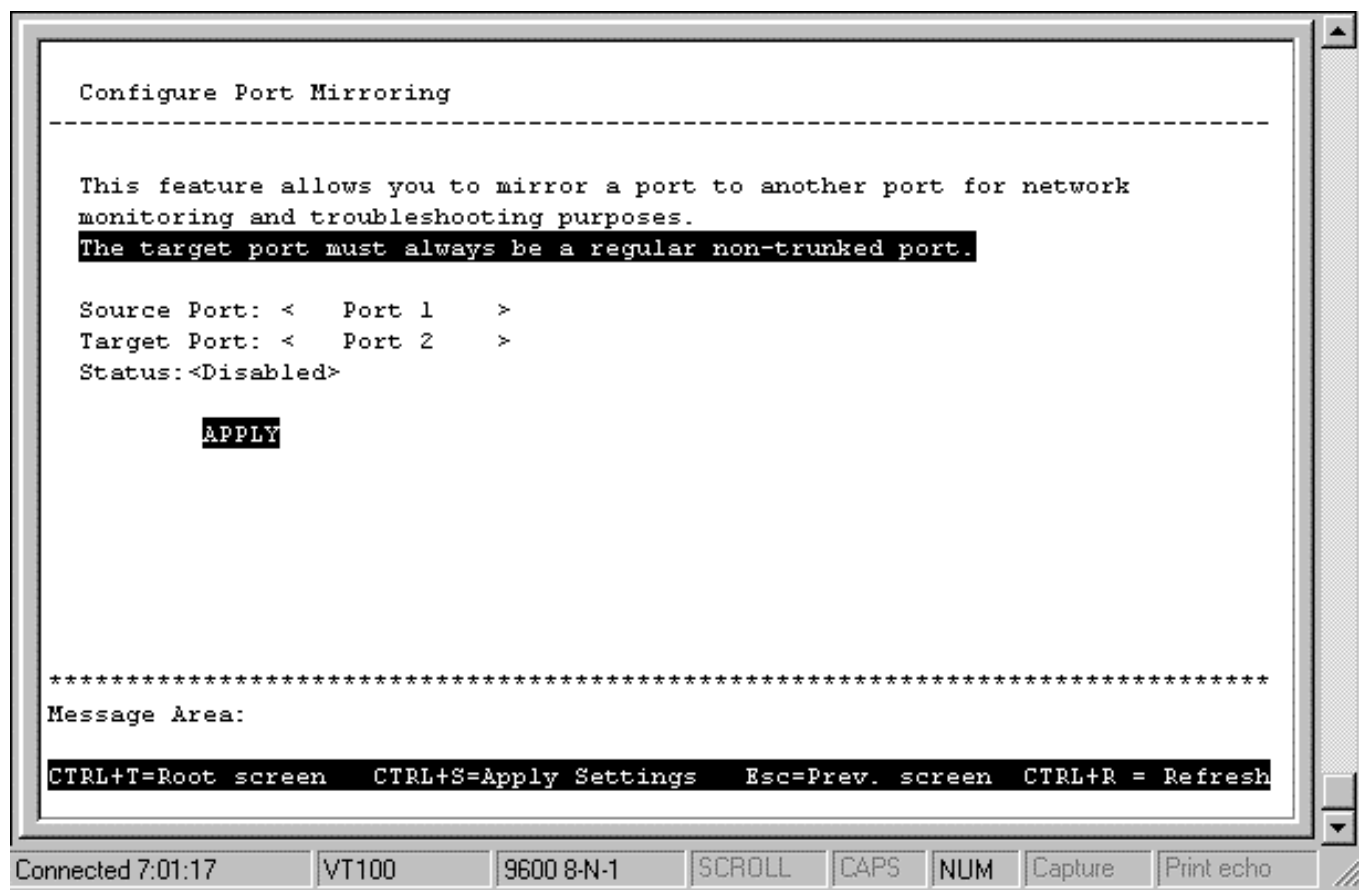 Configure Port Mirroring
-------------------------------------------------------------------------------
This feature allows you to mirror a port to another port for network
monitoring and troubleshooting purposes.
The target port must always be a regular non-trunked port.
Source Port: <   Port 1    >
Target Port: <   Port 2    >
Status:<Disabled>
APPLY
*******************************************************************************
Message Area:
CTRL+T=Root screen   CTRL+S=Apply Settings   Esc=Prev. screen  CTRL+R = Refresh
Connected 7:01:17 VT100 9600 8-N-1 SCROLL CAPS NUM Capture Print echo